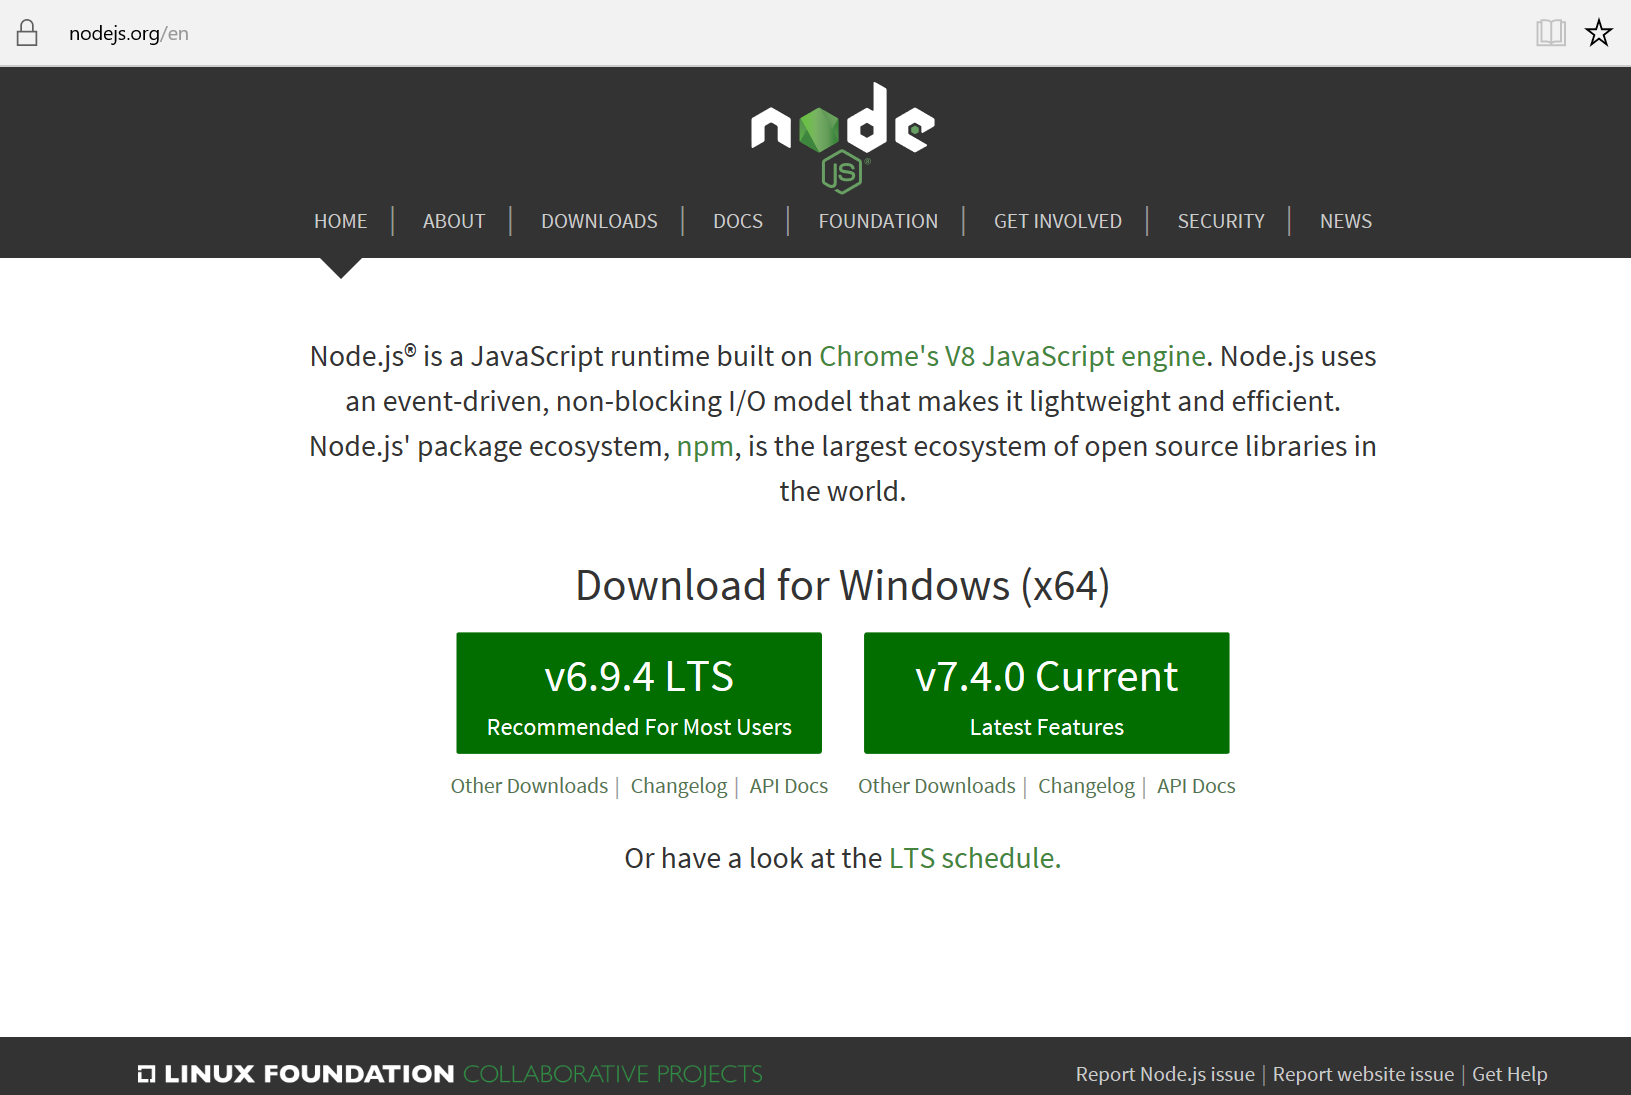 nodejs.org/en
node
JS®
HOME | ABOUT | DOWNLOADS | DOCS | FOUNDATION | GET INVOLVED | SECURITY | NEWS
Node.js® is a JavaScript runtime built on Chrome's V8 JavaScript engine. Node.js uses
an event-driven, non-blocking I/O model that makes it lightweight and efficient.
Node.js' package ecosystem, npm, is the largest ecosystem of open source libraries in
the world.
Download for Windows (x64)
v6.9.4 LTS
Recommended For Most Users
v7.4.0 Current
Latest Features
Other Downloads | Changelog | API Docs
Other Downloads | Changelog | API Docs
Or have a look at the LTS schedule.
LINUX FOUNDATION COLLABORATIVE PROJECTS
Report Node.js issue | Report website issue | Get Help